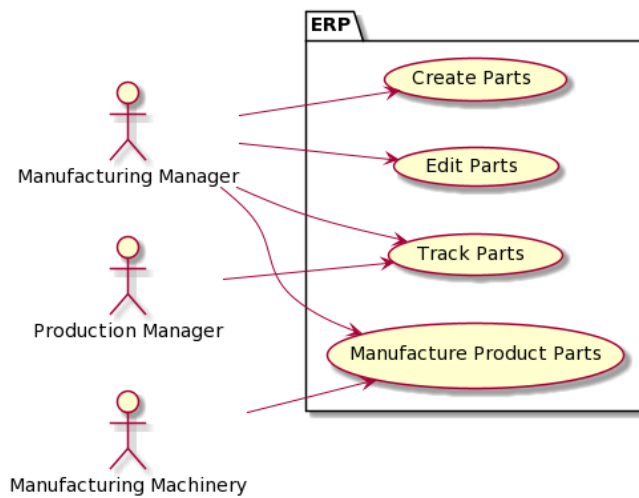 ERP
Create Parts
Manufacturing Manager
Edit Parts
Track Parts
Production Manager
Manufacture Product Parts
Manufacturing Machinery